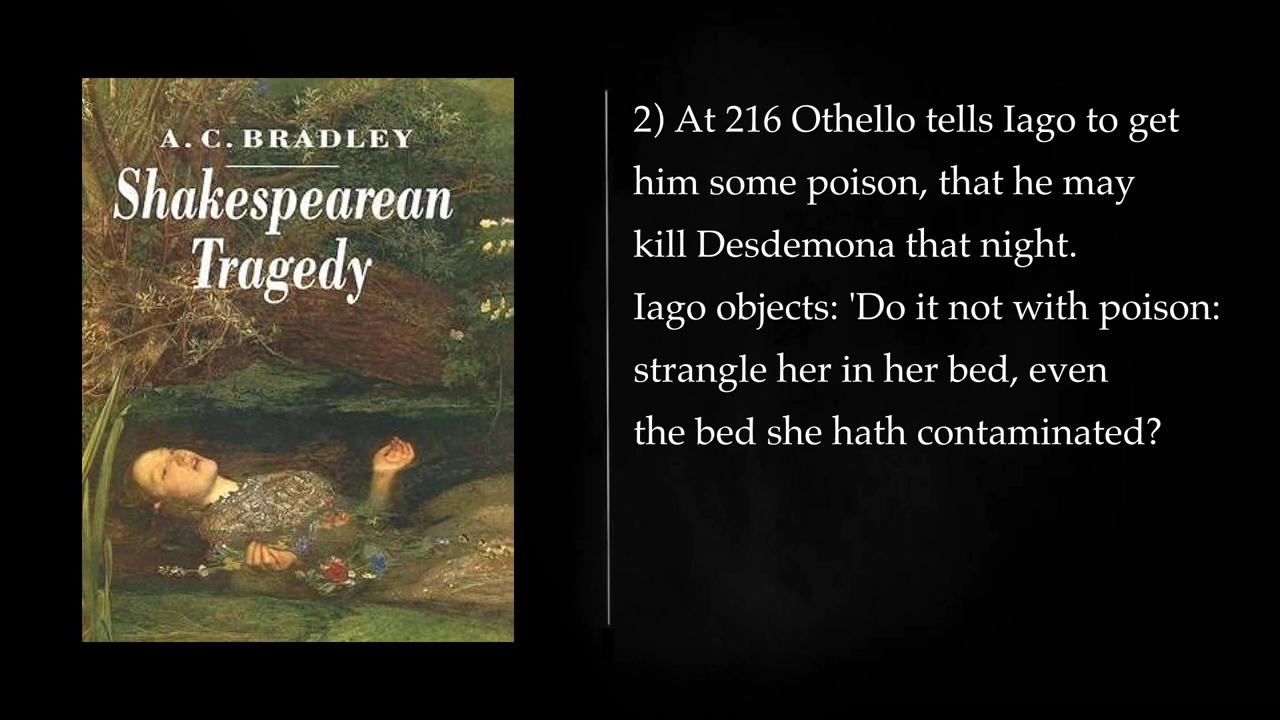 A. C. BRADLEY
Shakespearean
Tragedy
2) At 216 Othello tells Iago to get
him some poison, that he may
kill Desdemona that night.
Iago objects: 'Do it not with poison:
strangle her in her bed, even
the bed she hath contaminated?